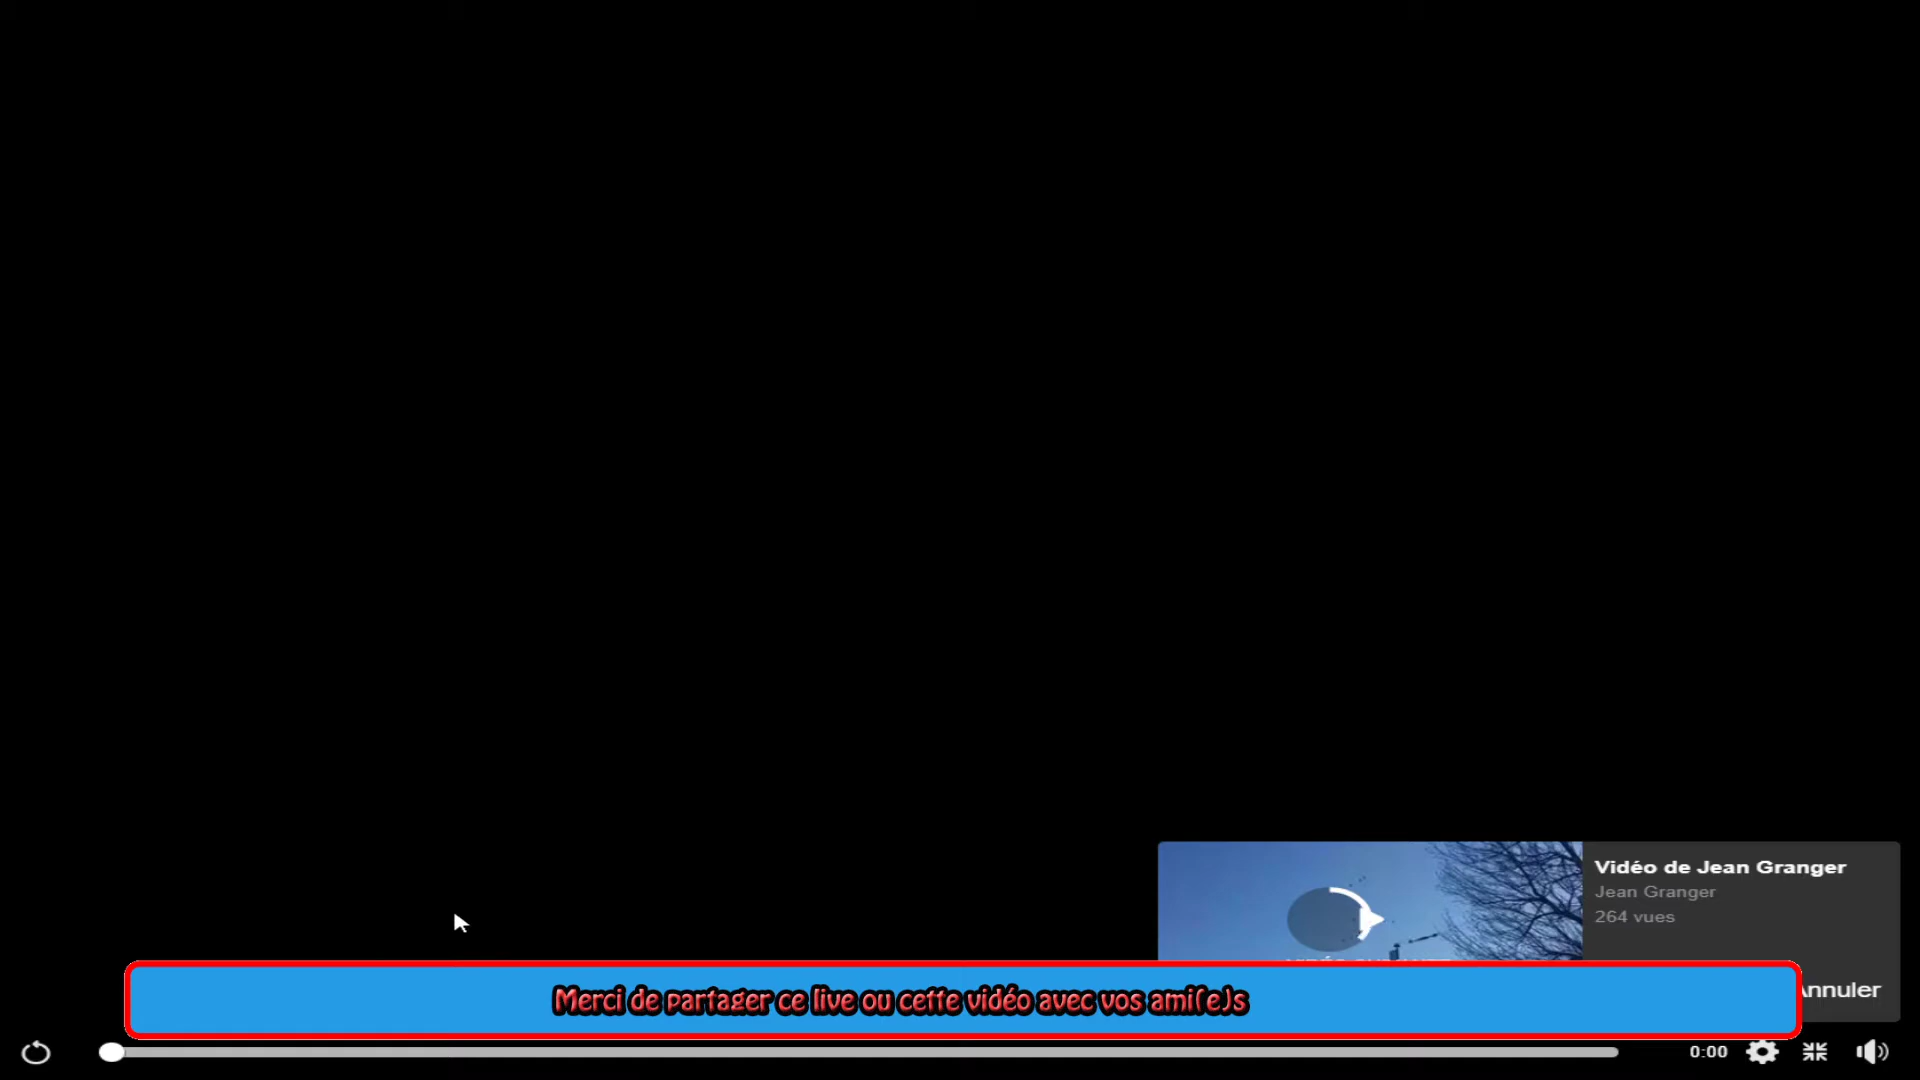 Vidéo de Jean Granger
Jean Granger
264 vues
Annuler
Merci de partager ce live ou cette vidéo avec vos ami(e)s
0:00